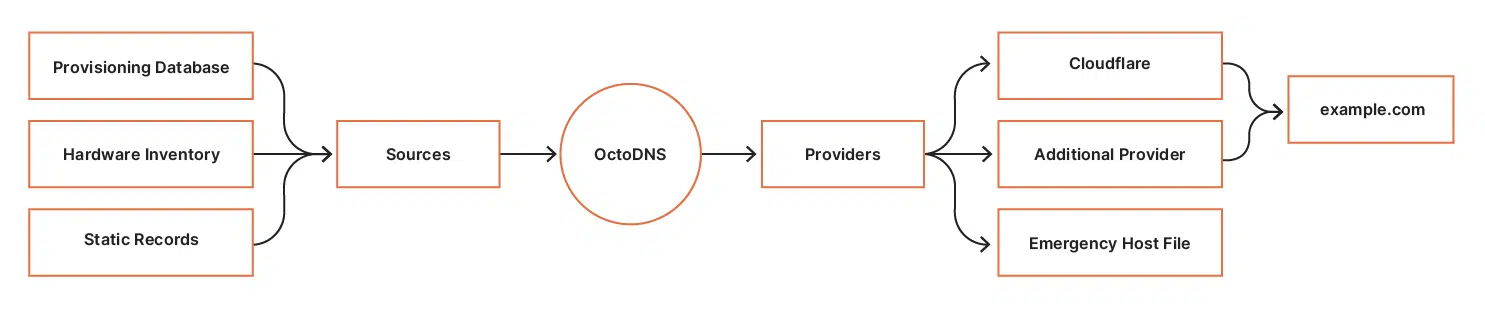 Provisioning Database
Hardware Inventory
Static Records
Sources
OctoDNS
Providers
Cloudflare
Additional Provider
Emergency Host File
example.com